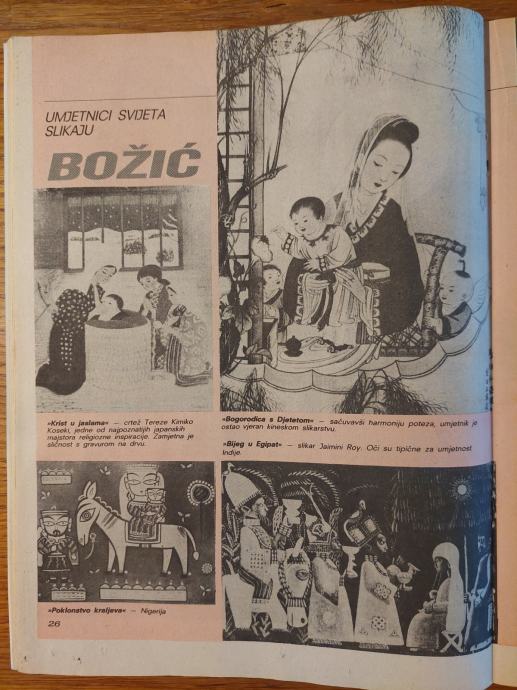 UMJETNICI SVIJETA
SLIKAJU
BOŽIĆ
»Krist u jaslama« — crtež Tereze Kimiko
Koseki, jedne od najpoznatijih japanskih
majstora religiozne inspiracije. Zamjetna je
sličnost s gravurom na drvu.
»Bogorodica s Djetetom« — sačuvavši harmoniju poteza, umjetnik je
ostao vjeran kineskom slikarstvu.
»Bijeg u Egipat« — slikar Jaimini Roy. Oči su tipične za umjetnost
Indije.
»Poklonstvo kraljeva« — Nigerija
26